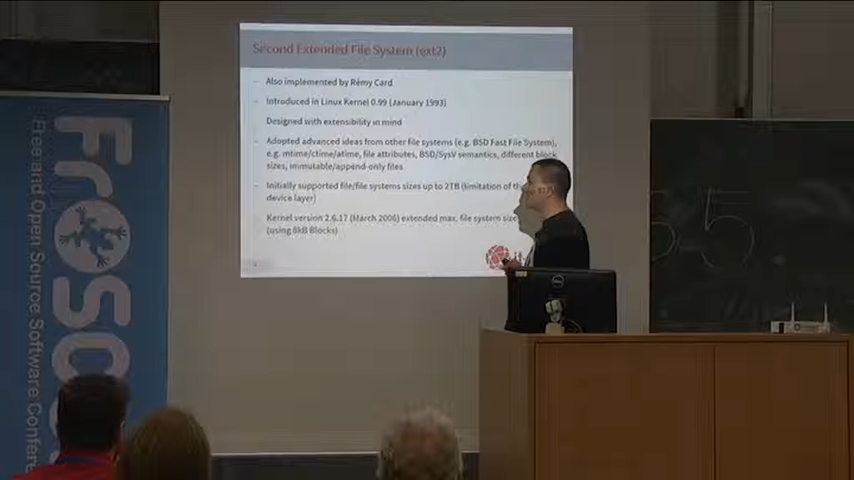 Second Extended File System (ext2)
Also implemented by Rémy Card
Introduced in Linux Kernel 0.99 (January 1993)
Designed with extensibility in mind
Adopted advanced ideas from other file systems (e.g. BSD Fast File System),
e.g. mtime/ctime/atime, file attributes, BSD/SysV semantics, different block
sizes, immutable/append-only files
Initially supported file/file systems sizes up to 2TB (limitation of
device layer)
Kernel version 2.6.17 (March 2006) extended max. file system size
(using 8kB Blocks)
FrOSCo
Free and Open Source Software Confere
DELL
5